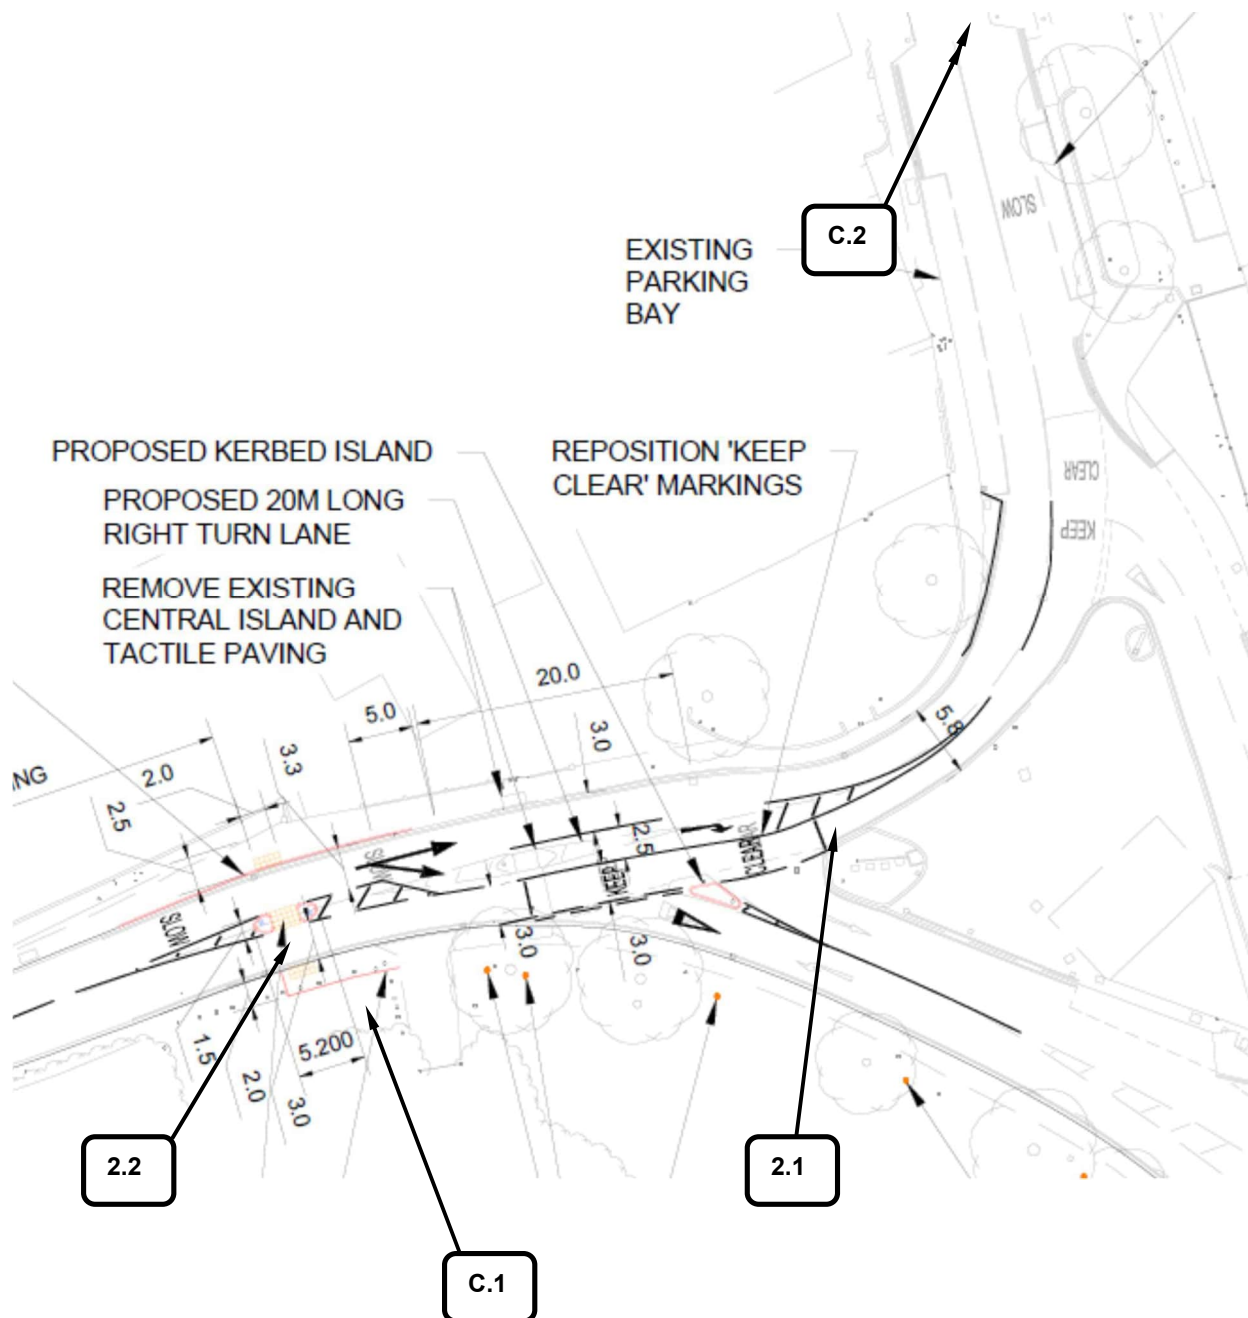 C.2
SLOW
EXISTING
PARKING
BAY
PROPOSED KERBED ISLAND
REPOSITION 'KEEP
CLEAR' MARKINGS
CLEAR
KEEP
PROPOSED 20M LONG
RIGHT TURN LANE
REMOVE EXISTING
CENTRAL ISLAND AND
TACTILE PAVING
20.0
5.0
3.0
5.8
3.3
NG
2.0
2.5
2.5
CLEAR
KEEP
SLOW
SLOW
3.0
3.0
1.5
2.0
5.200
3.0
2.2
2.1
C.1